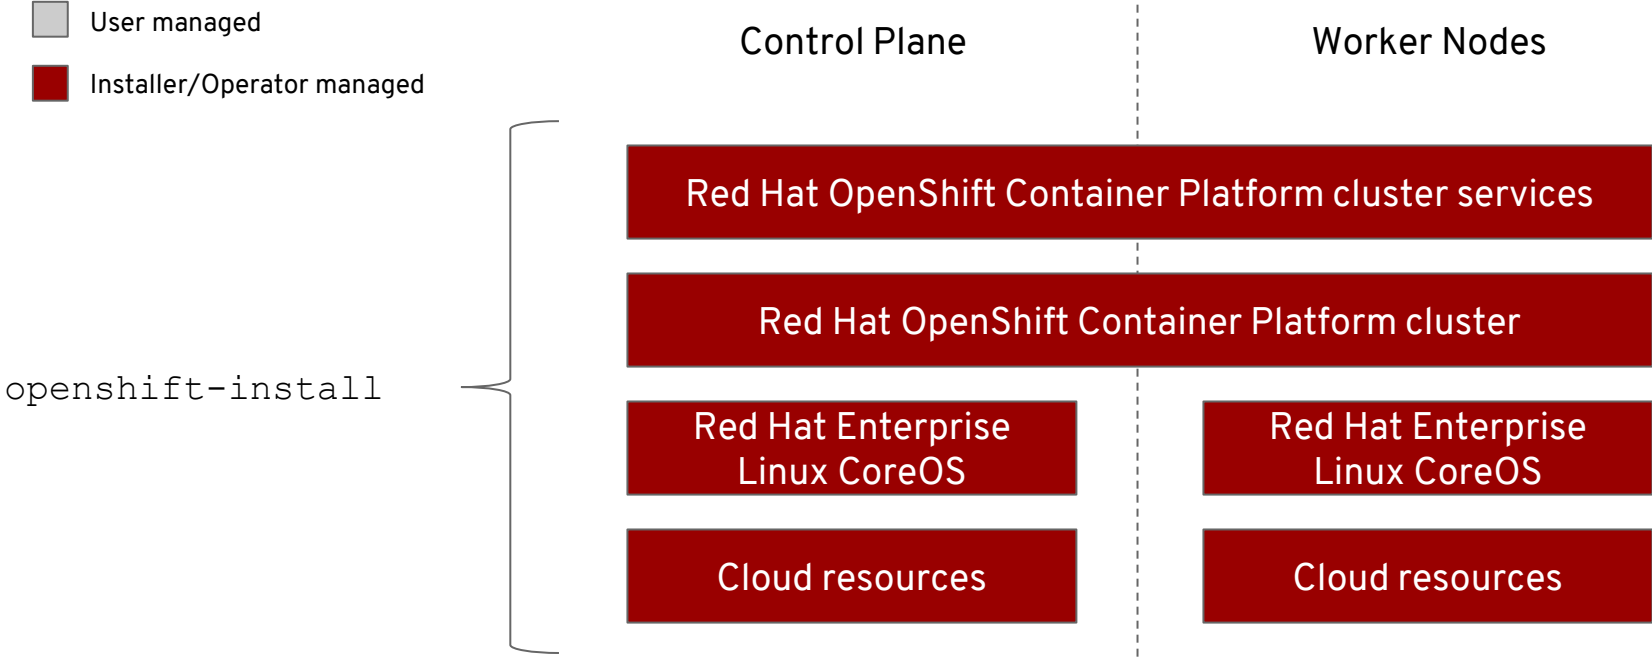 User managed
Installer/Operator managed
Control Plane
Worker Nodes
openshift-install
Red Hat OpenShift Container Platform cluster services
Red Hat OpenShift Container Platform cluster
Red Hat Enterprise
Linux CoreOS
Red Hat Enterprise
Linux CoreOS
Cloud resources
Cloud resources